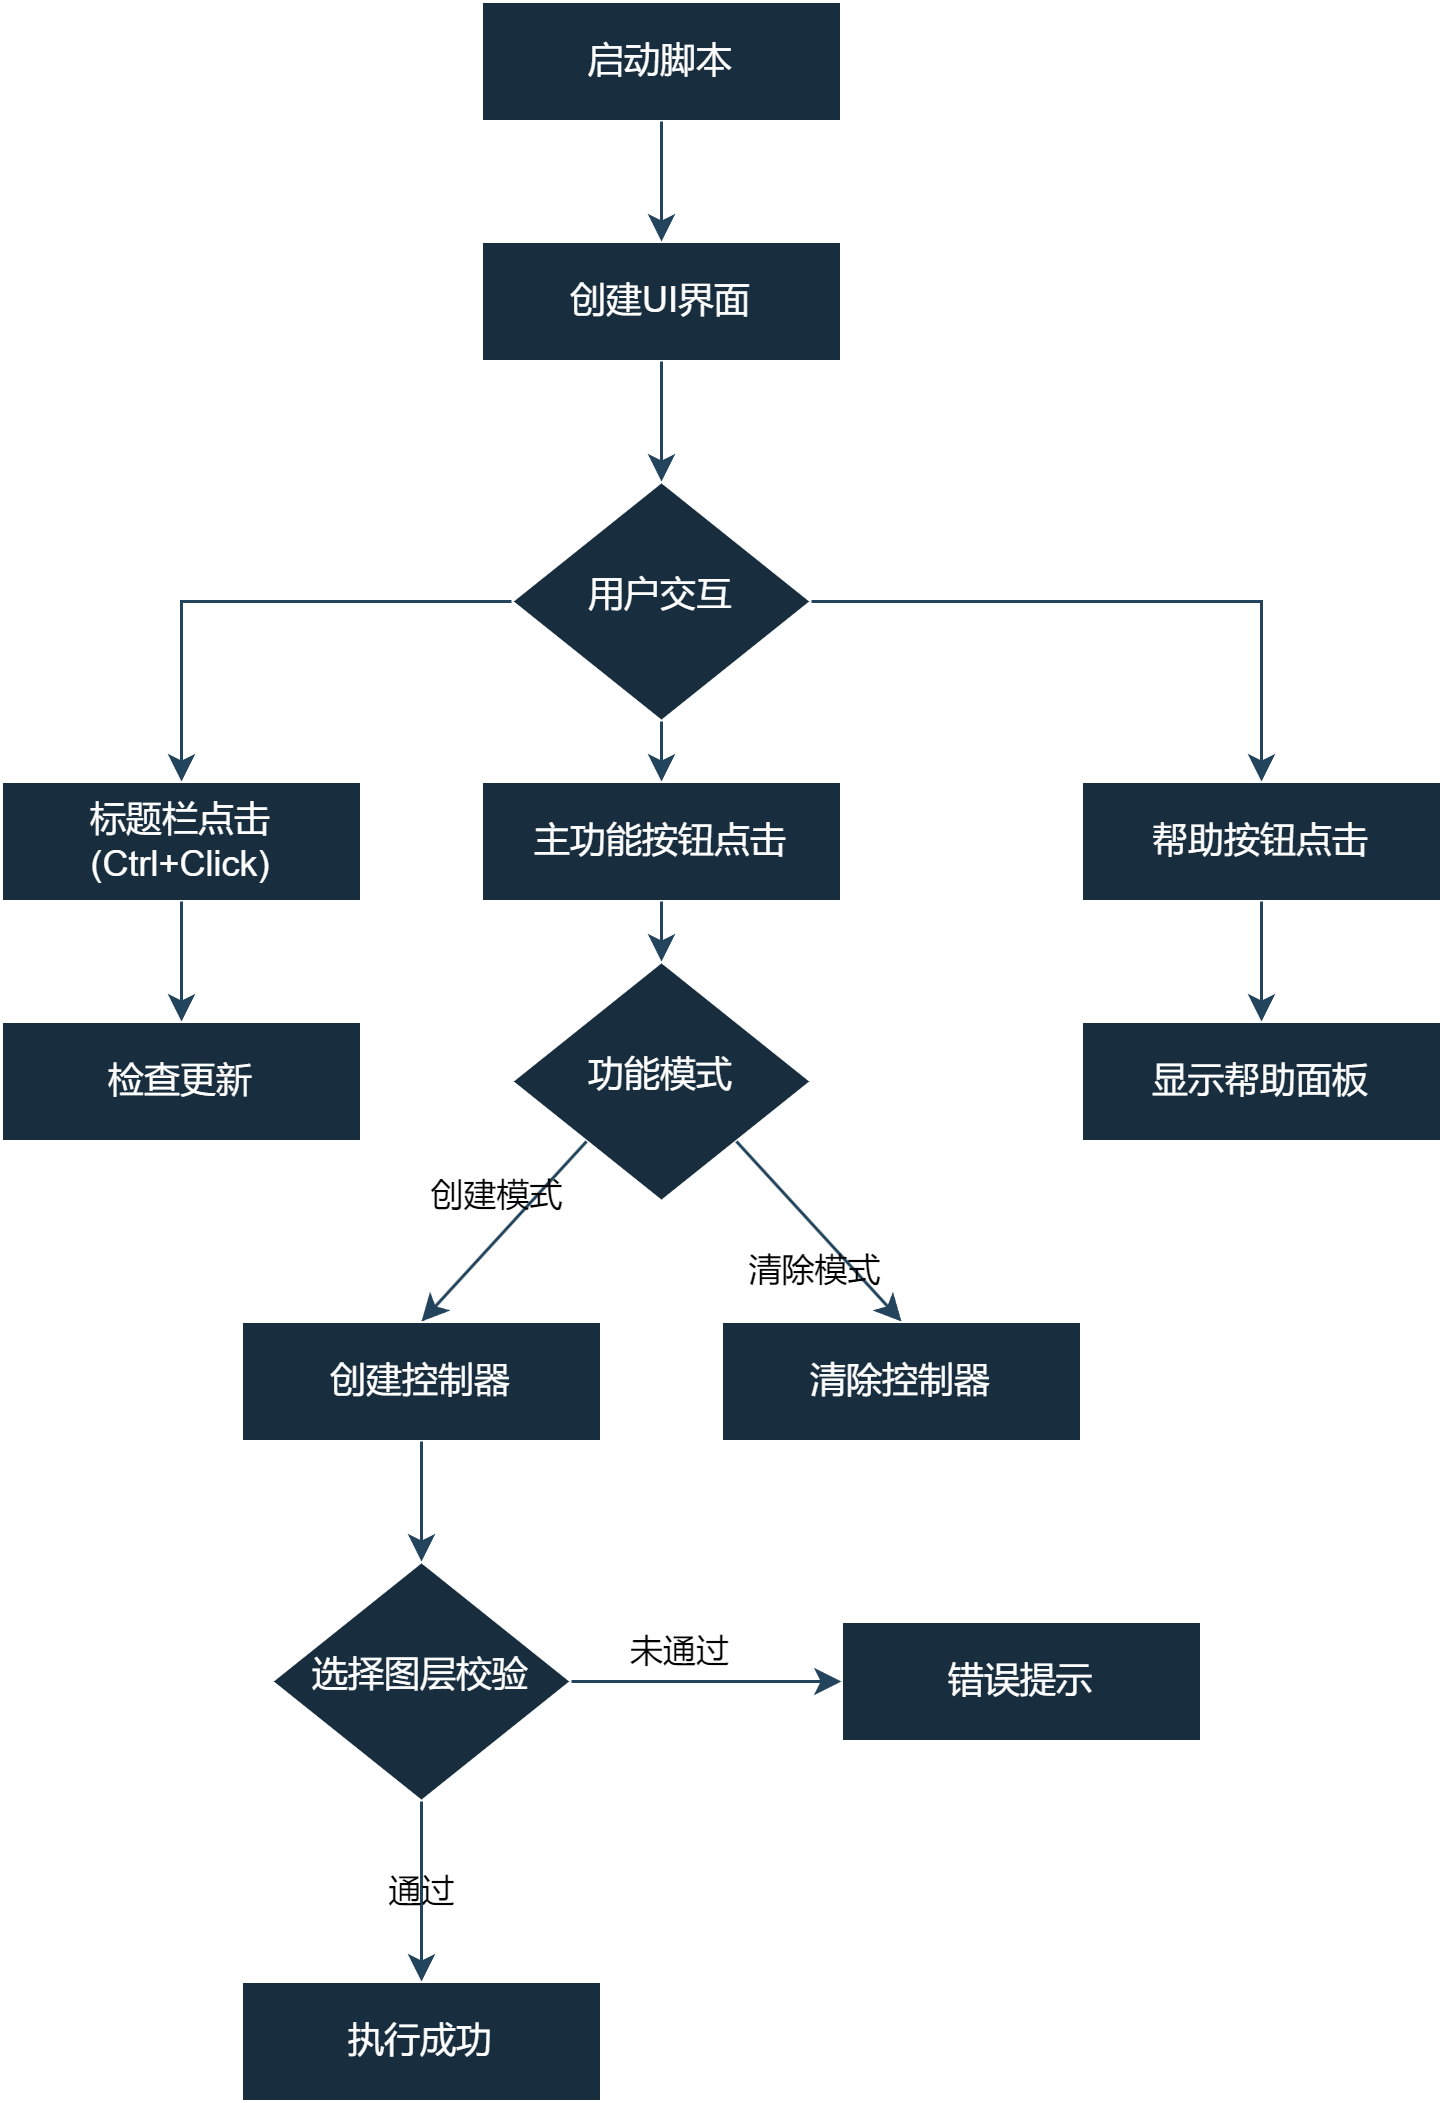 启动脚本
创建UI界面
用户交互
标题栏点击
(Ctrl+Click)
主功能按钮点击
帮助按钮点击
检查更新
功能模式
显示帮助面板
创建模式
清除模式
创建控制器
清除控制器
选择图层校验
未通过
错误提示
通过
执行成功